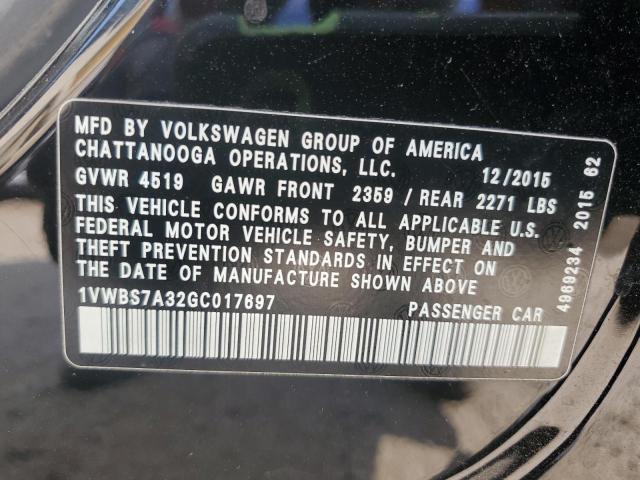 MFD BY VOLKSWAGEN GROUP OF AMERICA
CHATTANOOGA OPERATIONS, LLC. 12/2015
GVWR 4519 GAWR FRONT 2359 / REAR 2271 LBS
THIS VEHICLE CONFORMS TO ALL APPLICABLE U.S.
FEDERAL MOTOR VEHICLE SAFETY, BUMPER AND
THEFT PREVENTION STANDARDS IN EFFECT ON
THE DATE OF MANUFACTURE SHOWN ABOVE
1VWBS7A32GC017697 PASSENGER CAR
4969234 2015 62